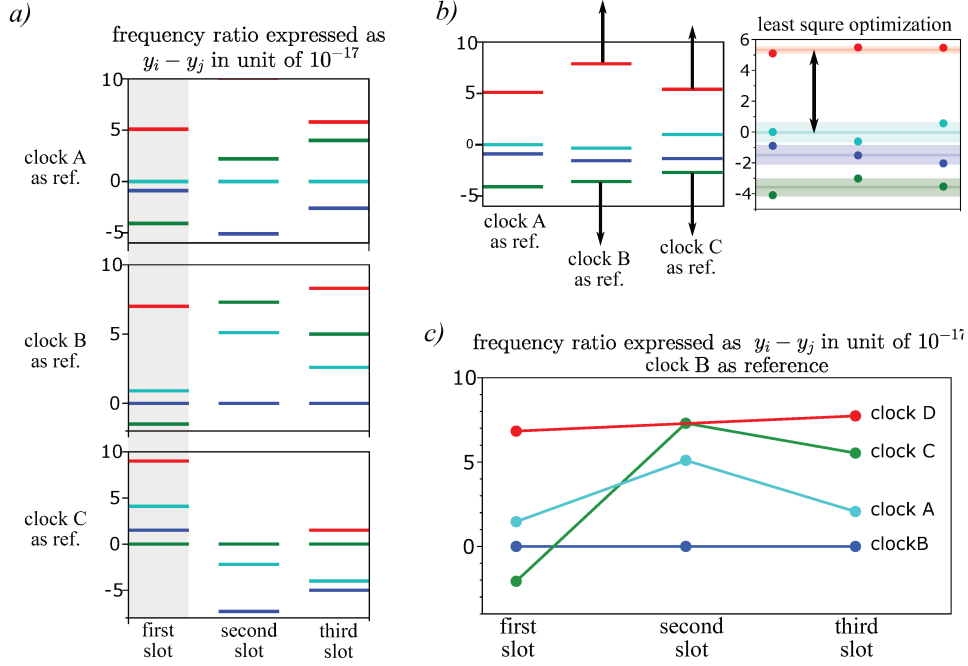 a)
frequency ratio expressed as
y_i − y_j in unit of 10^{-17}
clock A
as ref.
10
5
0
-5
clock B
as ref.
10
5
0
clock C
as ref.
10
5
0
-5
first
slot
second
slot
third
slot
b)
10
5
0
-5
clock A
as ref.
clock B
as ref.
clock C
as ref.
least squre optimization
6
4
2
0
-2
-4
c)
frequency ratio expressed as y_i − y_j in unit of 10^{-17}
clock B as reference
10
5
0
clock D
clock C
clock A
clockB
first
slot
second
slot
third
slot